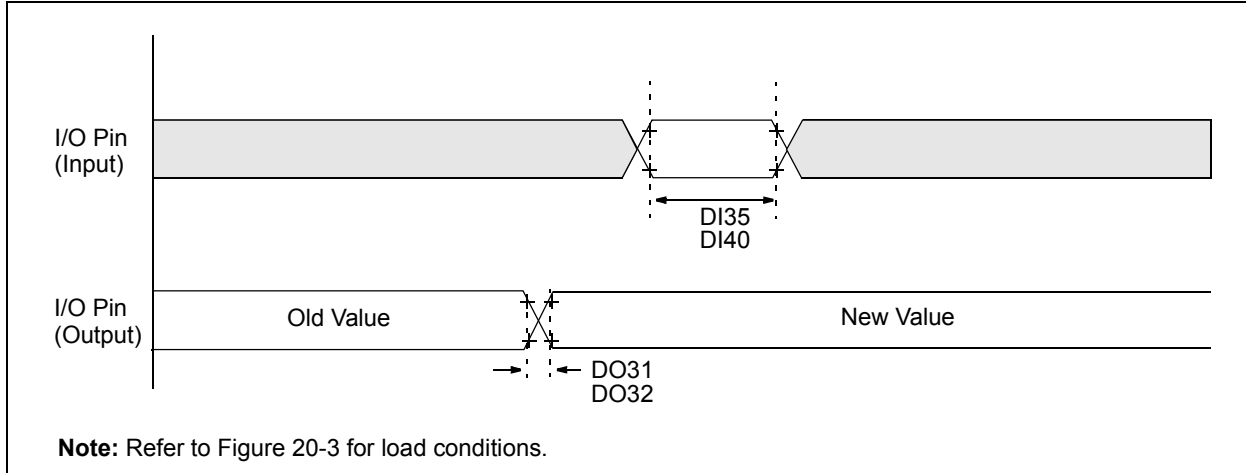 I/O Pin
(Input)
DI35
DI40
I/O Pin
(Output)
Old Value
New Value
DO31
DO32
Note: Refer to Figure 20-3 for load conditions.